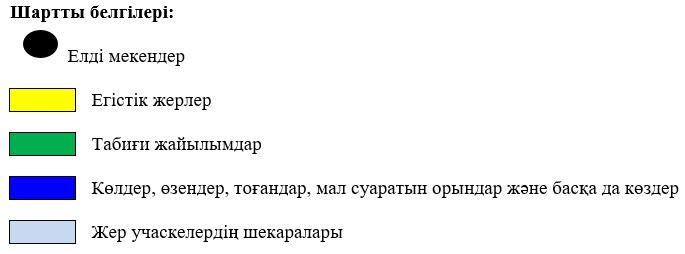 Шартты белгілері:
Елді мекендер
Егістік жерлер
Табиғи жайылымдар
Көлдер, өзендер, тоғандар, мал суаратын орындар және басқа да көздер
Жер учаскелердің шекаралары